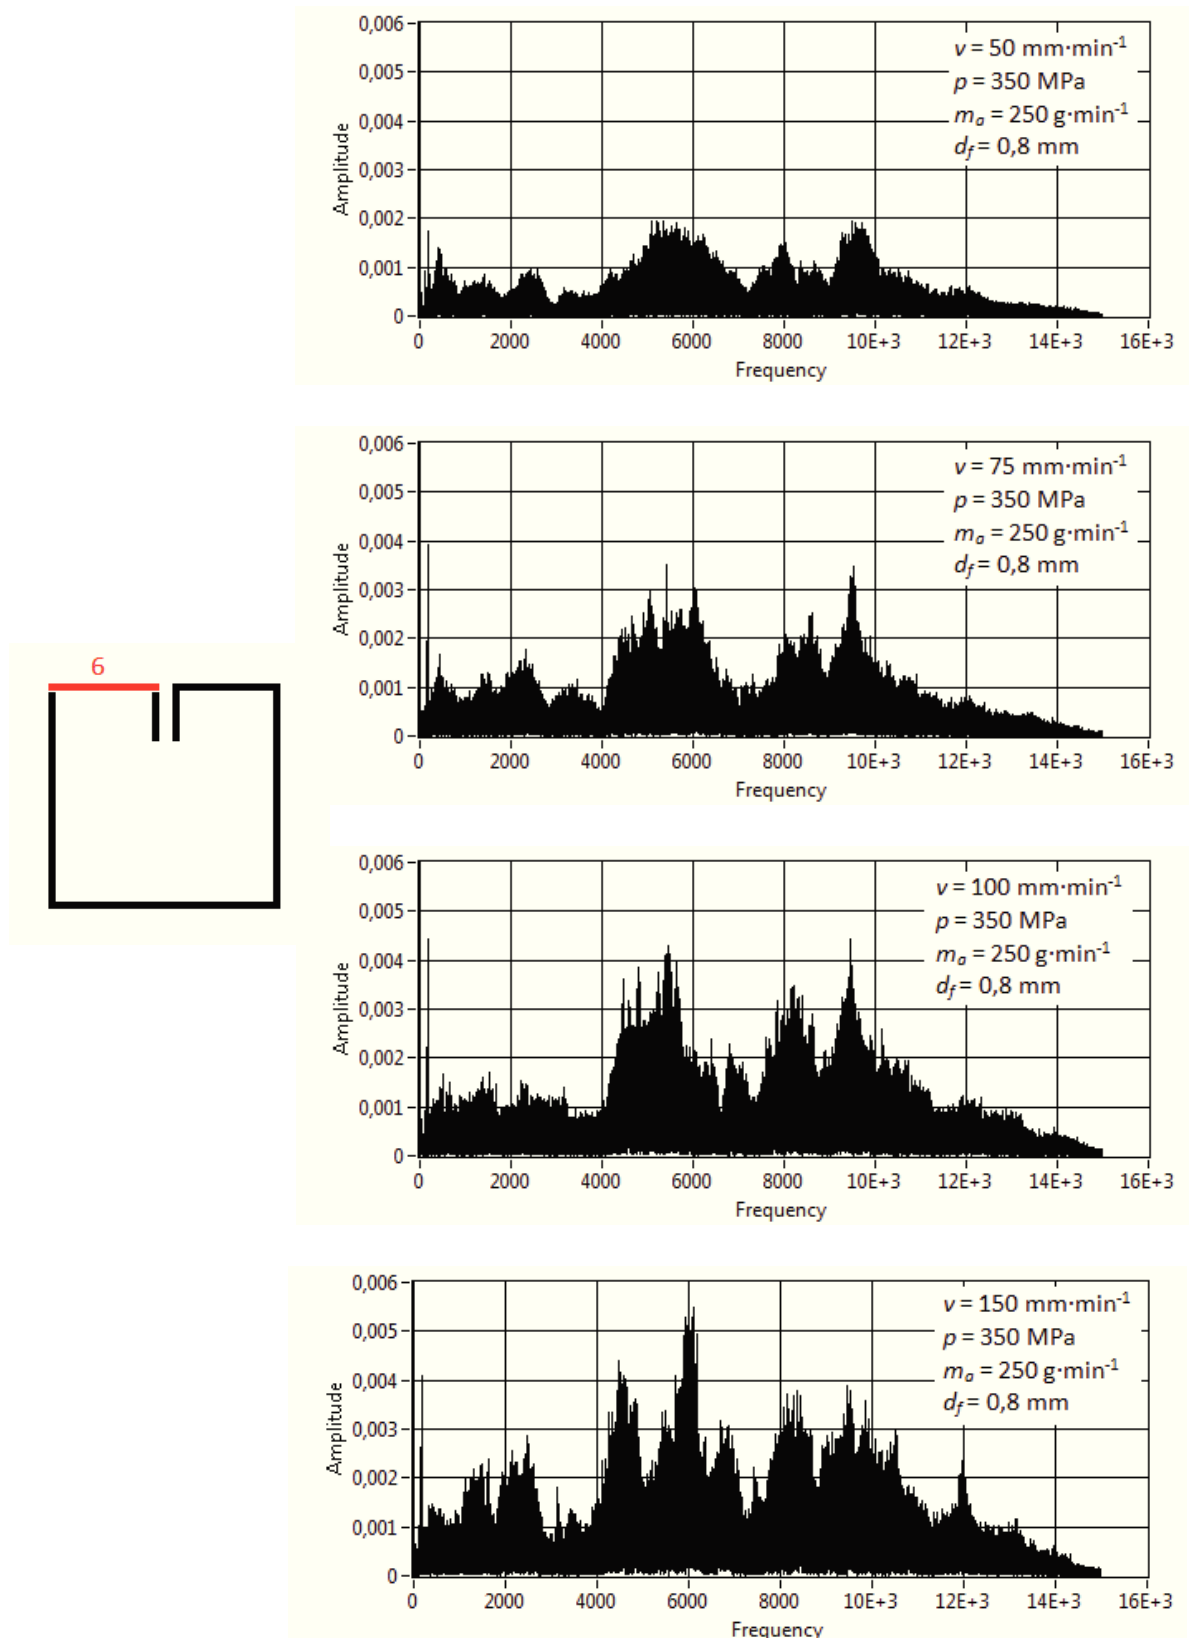 0,006
v = 50 mm·min⁻¹
0,005
p = 350 MPa
0,004
mₐ = 250 g·min⁻¹
d_f = 0,8 mm
0,003
0,002
0,001
0
Amplitude
0 2000 4000 6000 8000 10E+3 12E+3 14E+3 16E+3
Frequency
0,006
v = 75 mm·min⁻¹
0,005
p = 350 MPa
0,004
mₐ = 250 g·min⁻¹
d_f = 0,8 mm
0,003
0,002
0,001
0
Amplitude
0 2000 4000 6000 8000 10E+3 12E+3 14E+3 16E+3
Frequency
6
0,006
v = 100 mm·min⁻¹
0,005
p = 350 MPa
0,004
mₐ = 250 g·min⁻¹
d_f = 0,8 mm
0,003
0,002
0,001
0
Amplitude
0 2000 4000 6000 8000 10E+3 12E+3 14E+3 16E+3
Frequency
0,006
v = 150 mm·min⁻¹
0,005
p = 350 MPa
0,004
mₐ = 250 g·min⁻¹
d_f = 0,8 mm
0,003
0,002
0,001
0
Amplitude
0 2000 4000 6000 8000 10E+3 12E+3 14E+3 16E+3
Frequency